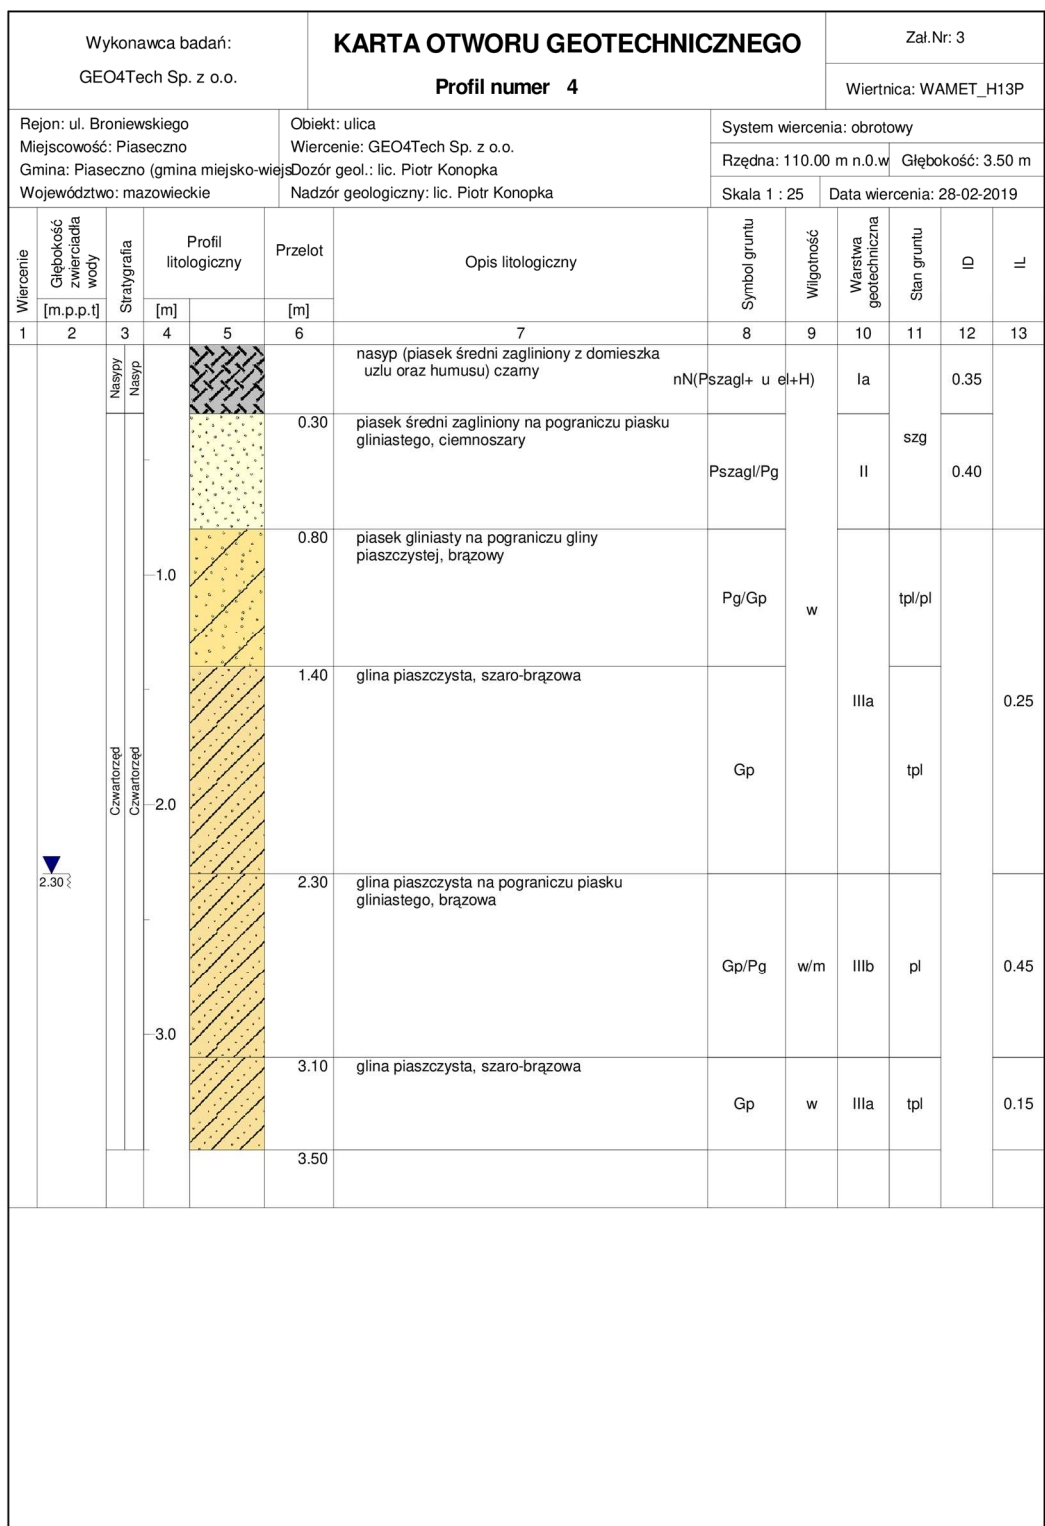 Wykonawca badań:
GEO4Tech Sp. z o.o.
KARTA OTWORU GEOTECHNICZNEGO
Profil numer 4
Zał.Nr: 3
Wiertnica: WAMET_H13P
Rejon: ul. Broniewskiego
Miejscowość: Piaseczno
Gmina: Piaseczno (gmina miejsko-wiejs
Województwo: mazowieckie
Obiekt: ulica
Wiercenie: GEO4Tech Sp. z o.o.
Dozór geol.: lic. Piotr Konopka
Nadzór geologiczny: lic. Piotr Konopka
System wiercenia: obrotowy
Rzędna: 110.00 m n.0.w
Głębokość: 3.50 m
Skala 1 : 25
Data wiercenia: 28-02-2019
Wiercenie
Głębokość
zwierciadła
wody
[m.p.p.t]
Stratygrafia
Profil
litologiczny
[m]
Przelot
[m]
Opis litologiczny
Symbol gruntu
Wilgotność
Warstwa
geotechniczna
Stan gruntu
ID
IL
1 2 3 4 5 6 7 8 9 10 11 12 13
Nasypy
Nasyp
nasyp (piasek średni zagliniony z domieszka
uzlu oraz humusu) czarny
nN(Pszagl+ u el+H)
Ia
0.35
0.30
piasek średni zagliniony na pograniczu piasku
gliniastego, ciemnoszary
szg
Pszagl/Pg
II
0.40
0.80
piasek gliniasty na pograniczu gliny
piaszczystej, brązowy
1.0
Pg/Gp
w
tpl/pl
1.40
glina piaszczysta, szaro-brązowa
IIIa
0.25
Czwartorzęd
Czwartorzęd
2.0
Gp
tpl
2.30
2.30
glina piaszczysta na pograniczu piasku
gliniastego, brązowa
Gp/Pg
w/m
IIIb
pl
0.45
3.0
3.10
glina piaszczysta, szaro-brązowa
Gp
w
IIIa
tpl
0.15
3.50